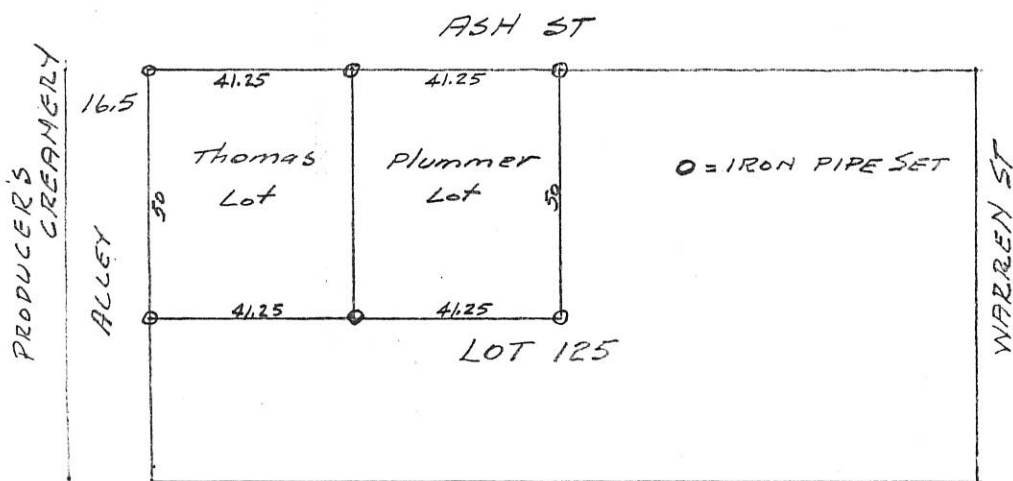 ASH ST
PRODUCER'S
CREAMERY
16.5
ALLEY
41.25
41.25
Thomas
Lot
Plummer
Lot
50
50
O = IRON PIPE SET
41.25
41.25
LOT 125
WARREN ST